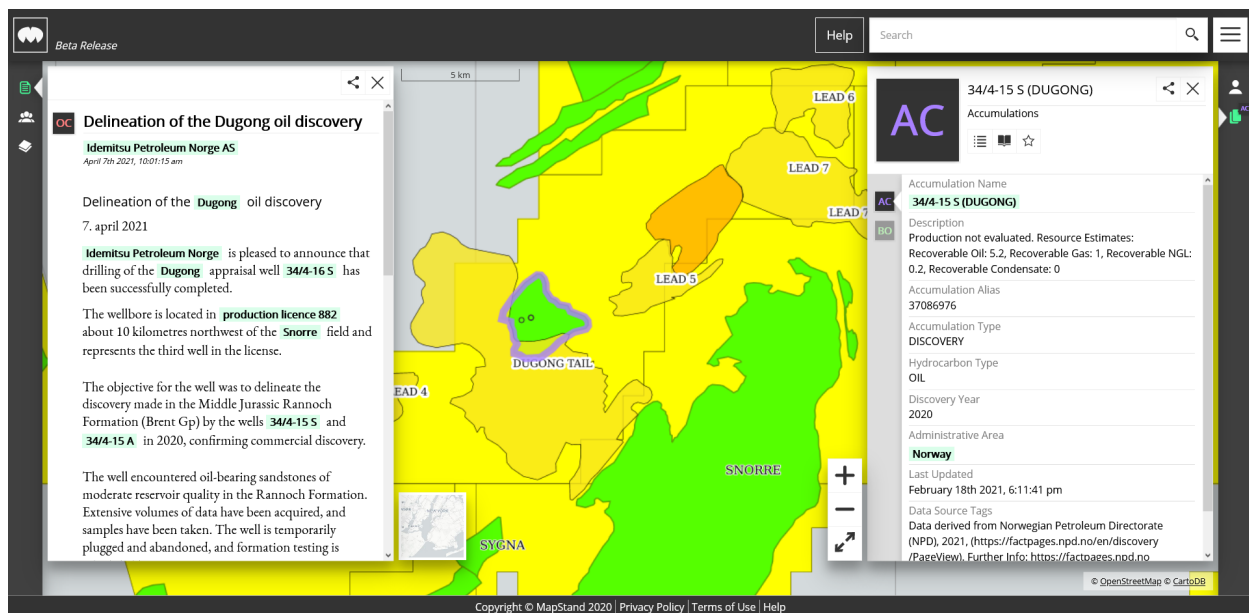 Beta Release
Help
Search
OC
Delineation of the Dugong oil discovery
Idemitsu Petroleum Norge AS
April 7th 2021, 10:01:15 am
Delineation of the Dugong oil discovery
7. april 2021
Idemitsu Petroleum Norge is pleased to announce that
drilling of the Dugong appraisal well 34/4-16 S has
been successfully completed.
The wellbore is located in production licence 882
about 10 kilometres northwest of the Snorre field and
represents the third well in the license.
The objective for the well was to delineate the
discovery made in the Middle Jurassic Rannoch
Formation (Brent Gp) by the wells 34/4-15 S and
34/4-15 A in 2020, confirming commercial discovery.
The well encountered oil-bearing sandstones of
moderate reservoir quality in the Rannoch Formation.
Extensive volumes of data have been acquired, and
samples have been taken. The well is temporarily
plugged and abandoned, and formation testing is
5 km
LEAD 6
LEAD 7
LEAD 7
LEAD 5
DUGONG TAIL
EAD 4
SNORRE
SYGNA
AC
34/4-15 S (DUGONG)
Accumulations
AC
AC
BO
Accumulation Name
34/4-15 S (DUGONG)
Description
Production not evaluated. Resource Estimates:
Recoverable Oil: 5.2, Recoverable Gas: 1, Recoverable NGL:
0.2, Recoverable Condensate: 0
Accumulation Alias
37086976
Accumulation Type
DISCOVERY
Hydrocarbon Type
OIL
Discovery Year
2020
Administrative Area
Norway
Last Updated
February 18th 2021, 6:11:41 pm
Data Source Tags
Data derived from Norwegian Petroleum Directorate
(NPD), 2021, (https://factpages.npd.no/en/discovery
/PageView). Further Info: https://factpages.npd.no
© OpenStreetMap © CartoDB
Copyright © MapStand 2020 | Privacy Policy | Terms of Use | Help